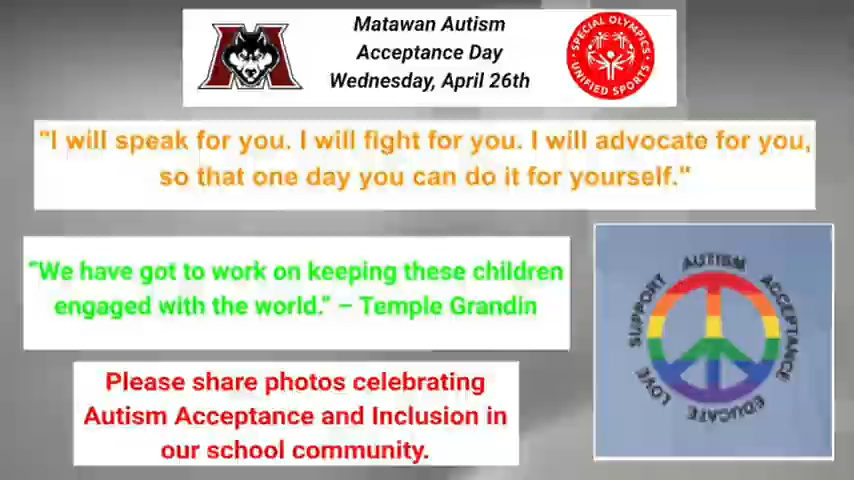 Matawan Autism
Acceptance Day
Wednesday, April 26th
SPECIAL OLYMPICS
UNIFIED SPORTS
"I will speak for you. I will fight for you. I will advocate for you,
so that one day you can do it for yourself."
"We have got to work on keeping these children
engaged with the world." – Temple Grandin
AUTISM
ACCEPTANCE
EDUCATE
LOVE
SUPPORT
Please share photos celebrating
Autism Acceptance and Inclusion in
our school community.